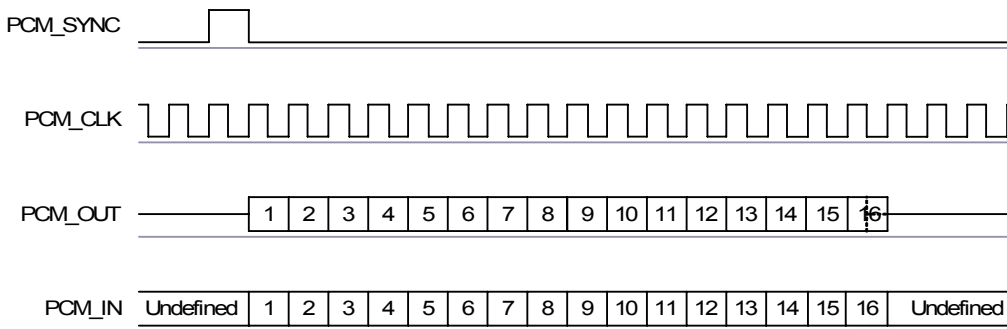 PCM_SYNC
PCM_CLK
PCM_OUT 1 2 3 4 5 6 7 8 9 10 11 12 13 14 15 16
PCM_IN Undefined 1 2 3 4 5 6 7 8 9 10 11 12 13 14 15 16 Undefined